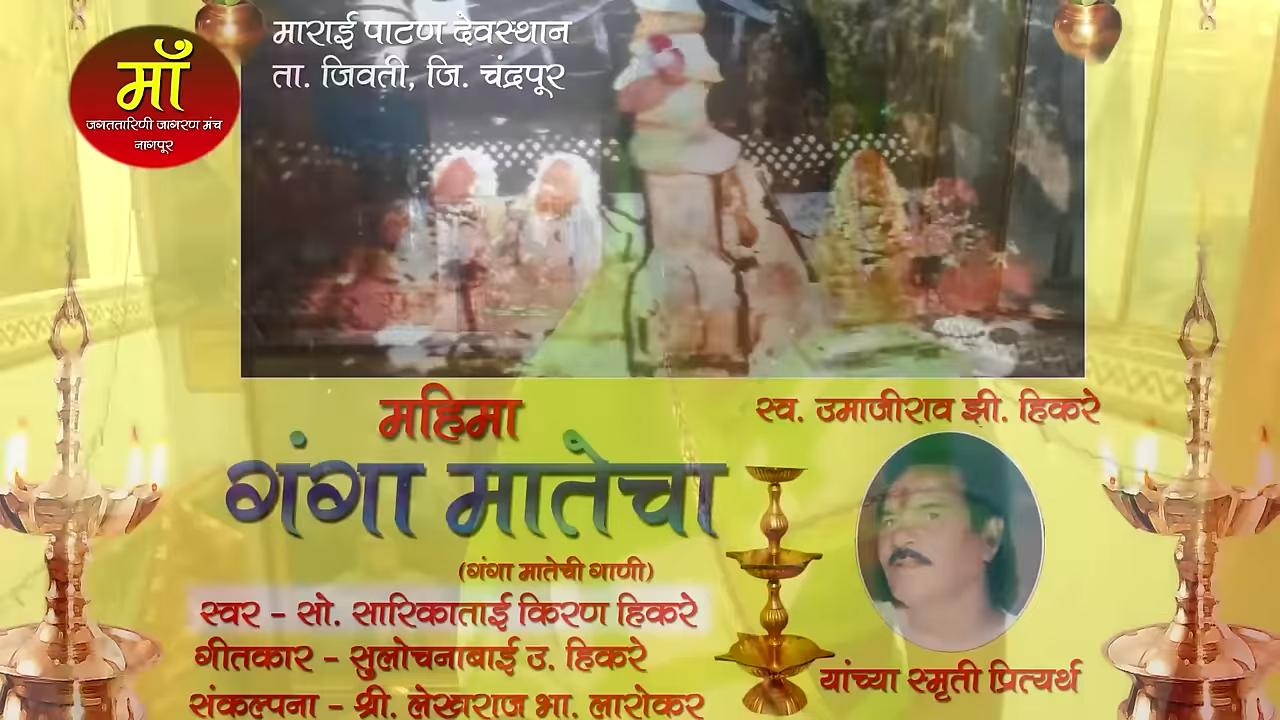 माराई पाटण देवस्थान
ता. जिवती, जि. चंद्रपूर
माँ
जगततारिणी जागरण मंच
नागपूर
महिमा
गंगा मातेचा
(गंगा मातेची गाणी)
स्वर - सो. सारिकाताई किरण हिकरे
गीतकार - सुलोचनाबाई उ. हिकरे
संकल्पना - श्री. लेखराज भा. लारोकर
स्व. उमाजीराव झी. हिकरे
यांच्या स्मृती प्रित्यर्थ